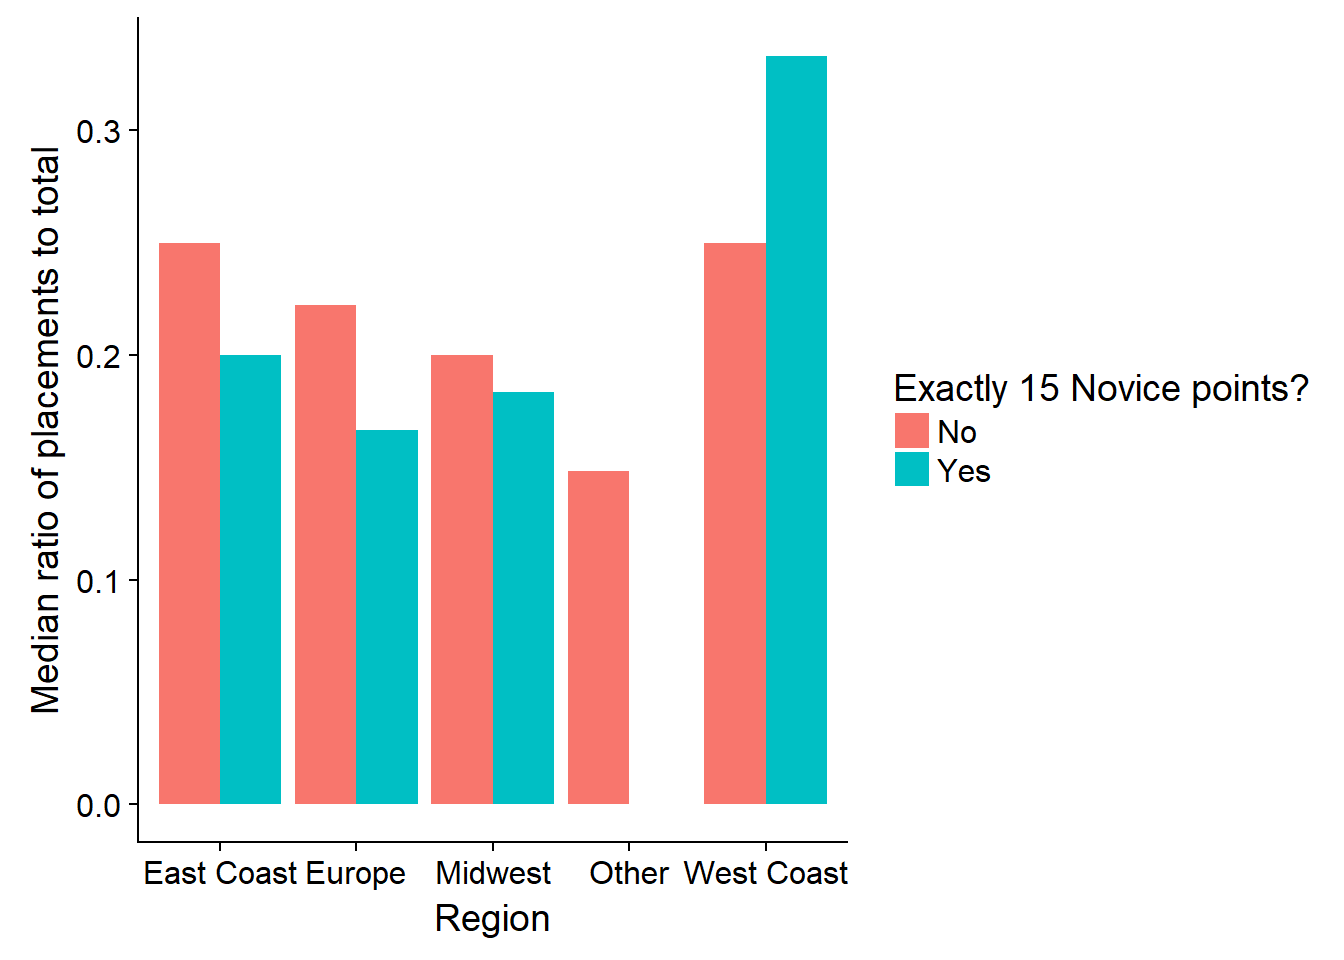 Median ratio of placements to total
0.3
0.2
0.1
0.0
East Coast Europe Midwest Other West Coast
Region
Exactly 15 Novice points?
No
Yes